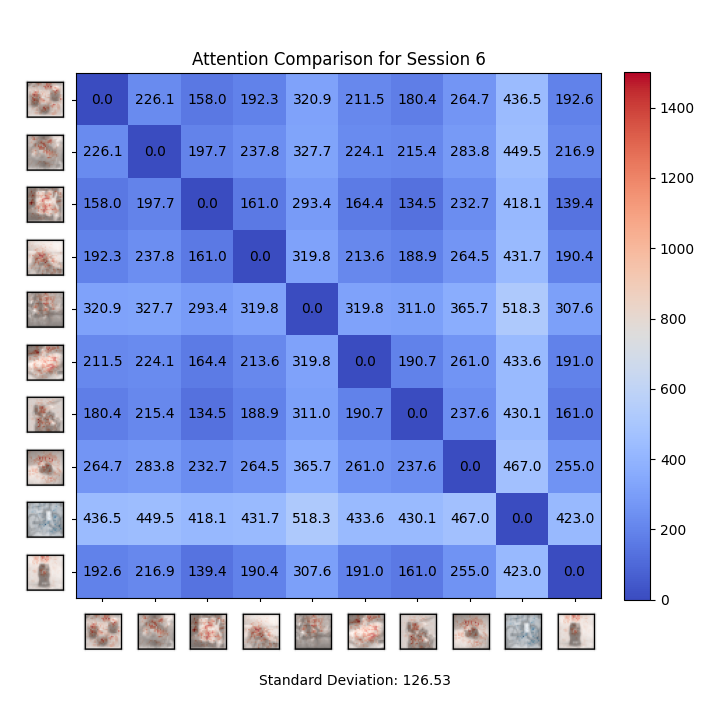 Attention Comparison for Session 6
0.0 226.1 158.0 192.3 320.9 211.5 180.4 264.7 436.5 192.6
226.1 0.0 197.7 237.8 327.7 224.1 215.4 283.8 449.5 216.9
158.0 197.7 0.0 161.0 293.4 164.4 134.5 232.7 418.1 139.4
192.3 237.8 161.0 0.0 319.8 213.6 188.9 264.5 431.7 190.4
320.9 327.7 293.4 319.8 0.0 319.8 311.0 365.7 518.3 307.6
211.5 224.1 164.4 213.6 319.8 0.0 190.7 261.0 433.6 191.0
180.4 215.4 134.5 188.9 311.0 190.7 0.0 237.6 430.1 161.0
264.7 283.8 232.7 264.5 365.7 261.0 237.6 0.0 467.0 255.0
436.5 449.5 418.1 431.7 518.3 433.6 430.1 467.0 0.0 423.0
192.6 216.9 139.4 190.4 307.6 191.0 161.0 255.0 423.0 0.0
1400
1200
1000
800
600
400
200
0
Standard Deviation: 126.53